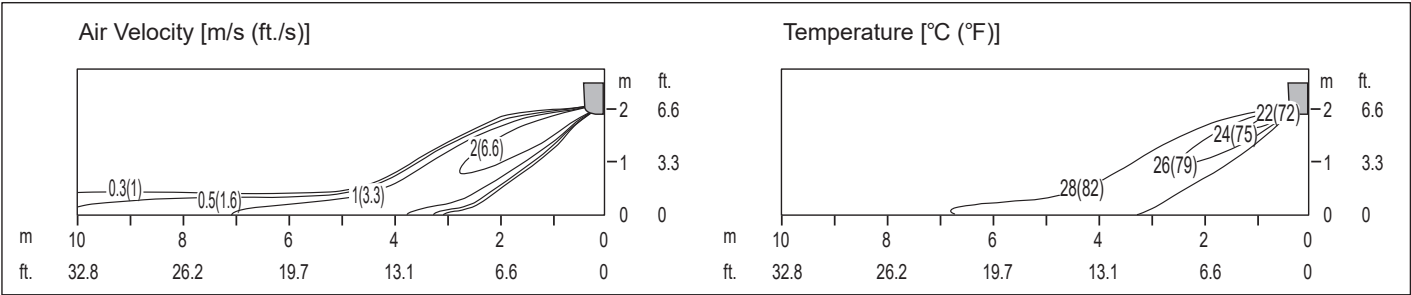 Air Velocity [m/s (ft./s)]
m ft.
2 6.6
2(6.6)
1 3.3
0.3(1)
0.5(1.6)
1(3.3)
0 0
m 10 8 6 4 2 0
ft. 32.8 26.2 19.7 13.1 6.6 0
Temperature [°C (°F)]
m ft.
22(72)
2 6.6
24(75)
26(79)
1 3.3
28(82)
0 0
m 10 8 6 4 2 0
ft. 32.8 26.2 19.7 13.1 6.6 0